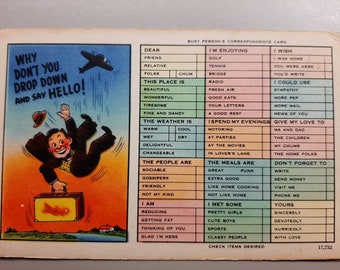 WHY
DON'T YOU
DROP DOWN
AND SAY HELLO!
BUSY PERSON'S CORRESPONDENCE CARD
DEAR
FRIEND
RELATIVE
FOLKS CHUM
THIS PLACE IS
BEAUTIFUL
WONDERFUL
TIRESOME
FINE AND DANDY
THE WEATHER IS
WARM COOL
WET DRY
DELIGHTFUL
CHANGEABLE
THE PEOPLE ARE
SOCIABLE
GOSSIPERS
FRIENDLY
NOT MY KIND
I AM
REDUCING
GETTING FAT
THINKING OF YOU
GLAD I'M HERE
I'M ENJOYING
GOLF
TENNIS
BRIDGE
RADIO
FRESH AIR
GOOD EATS
YOUR LETTERS
A GOOD REST
I SPEND MY EVENINGS
MOTORING
AT PARTIES
AT THE MOVIES
IN LOVER'S LANE
THE MEALS ARE
GREAT PUNK
EXTRA GOOD
LIKE HOME COOKING
NOT LIKE HOME
I MET SOME
PRETTY GIRLS
CUTE BOYS
SPORTS
CLASSY PEOPLE
I WISH
I WAS HOME
YOU WERE HERE
YOU'D WRITE
I COULD USE
SYMPATHY
MORE PEP
MORE MAIL
NEWS OF YOU
GIVE MY LOVE TO
MA AND DAD
THE CHILDREN
MY CHUMS
THE HOME
CROWD
DON'T FORGET TO
WRITE
SEND MONEY
VISIT ME
PHONE ME
YOURS
SINCERELY
DEVOTEDLY
HURRIEDLY
WITH LOVE
CHECK ITEMS DESIRED